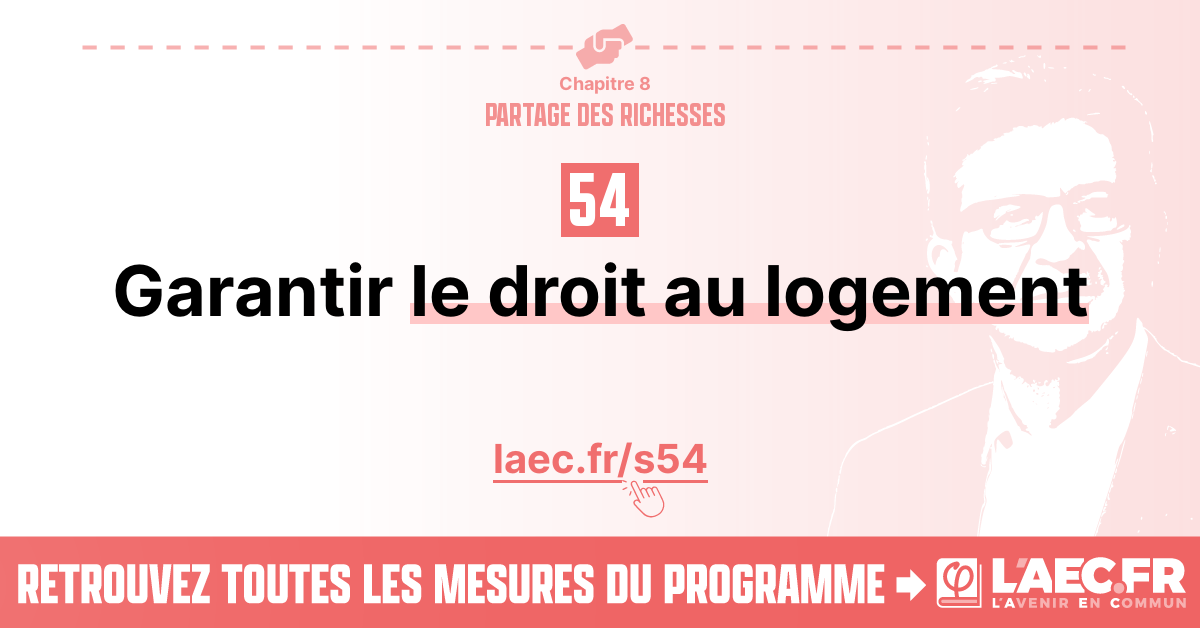 Chapitre 8
PARTAGE DES RICHESSES
54
Garantir le droit au logement
laec.fr/s54
RETROUVEZ TOUTES LES MESURES DU PROGRAMME
φ L'AEC.FR
L'AVENIR EN COMMUN